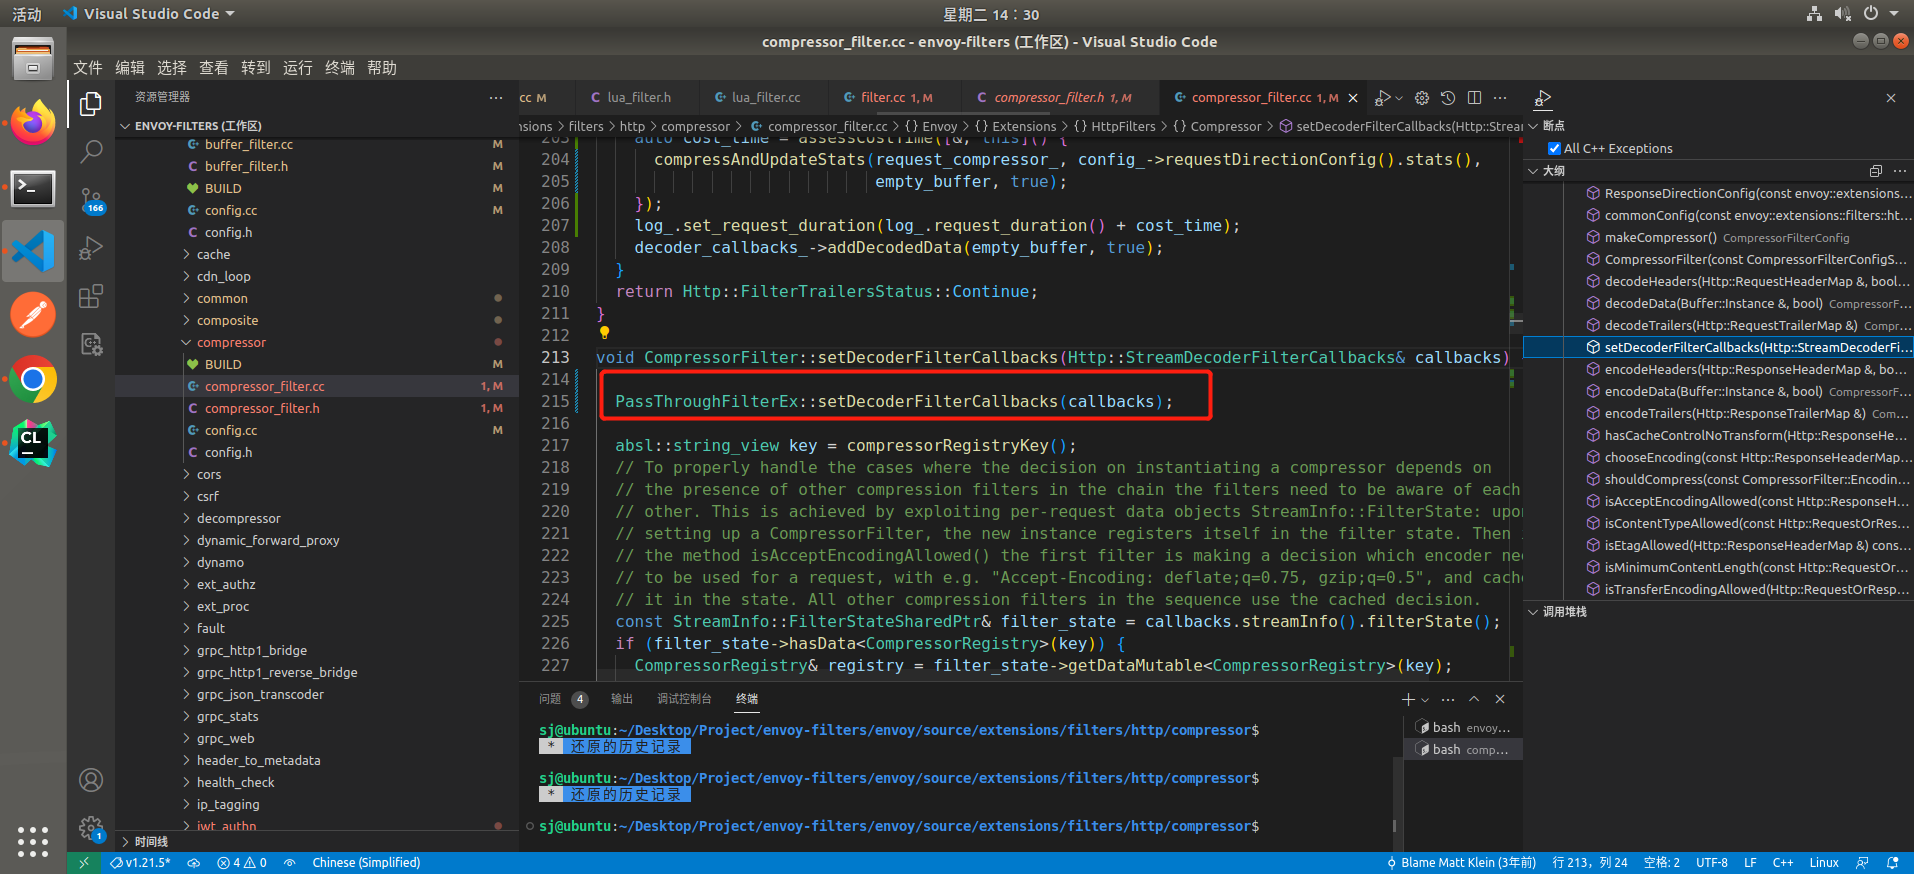 活动
Visual Studio Code
星期二 14：30
compressor_filter.cc - envoy-filters (工作区) - Visual Studio Code
文件 编辑 选择 查看 转到 运行 终端 帮助
资源管理器
ENVOY-FILTERS (工作区)
buffer_filter.cc M
buffer_filter.h M
BUILD
config.cc M
config.h
cache
cdn_loop
common
composite
compressor
BUILD
compressor_filter.cc 1, M
compressor_filter.h 1, M
config.cc M
config.h
cors
csrf
decompressor
dynamic_forward_proxy
dynamo
ext_authz
ext_proc
fault
grpc_http1_bridge
grpc_http1_reverse_bridge
grpc_json_transcoder
grpc_stats
grpc_web
header_to_metadata
health_check
ip_tagging
jwt_authn
时间线
166
1
CL
cc M
lua_filter.h
lua_filter.cc
filter.cc 1, M
compressor_filter.h 1, M
compressor_filter.cc 1, M
nsions > filters > http > compressor > compressor_filter.cc > {} Envoy > {} Extensions > {} HttpFilters > {} Compressor > setDecoderFilterCallbacks(Http::Strea
203 auto cost_time = assessCostTime([&, this]() {
204 compressAndUpdateStats(request_compressor_, config_->requestDirectionConfig().stats(),
205 empty_buffer, true);
206 });
207 log_.set_request_duration(log_.request_duration() + cost_time);
208 decoder_callbacks_->addDecodedData(empty_buffer, true);
209 }
210 return Http::FilterTrailersStatus::Continue;
211 }
212
213 void CompressorFilter::setDecoderFilterCallbacks(Http::StreamDecoderFilterCallbacks& callbacks)
214
215 PassThroughFilterEx::setDecoderFilterCallbacks(callbacks);
216
217 absl::string_view key = compressorRegistryKey();
218 // To properly handle the cases where the decision on instantiating a compressor depends on
219 // the presence of other compression filters in the chain the filters need to be aware of each
220 // other. This is achieved by exploiting per-request data objects StreamInfo::FilterState: upo
221 // setting up a CompressorFilter, the new instance registers itself in the filter state. Then
222 // the method isAcceptEncodingAllowed() the first filter is making a decision which encoder ne
223 // to be used for a request, with e.g. "Accept-Encoding: deflate;q=0.75, gzip;q=0.5", and cach
224 // it in the state. All other compression filters in the sequence use the cached decision.
225 const StreamInfo::FilterStateSharedPtr& filter_state = callbacks.streamInfo().filterState();
226 if (filter_state->hasData<CompressorRegistry>(key)) {
227 CompressorRegistry& registry = filter_state->getDataMutable<CompressorRegistry>(key);
问题 4 输出 调试控制台 终端
sj@ubuntu:~/Desktop/Project/envoy-filters/envoy/source/extensions/filters/http/compressor$
* 还原的历史记录
sj@ubuntu:~/Desktop/Project/envoy-filters/envoy/source/extensions/filters/http/compressor$
* 还原的历史记录
sj@ubuntu:~/Desktop/Project/envoy-filters/envoy/source/extensions/filters/http/compressor$
bash envoy...
bash comp...
断点
All C++ Exceptions
大纲
ResponseDirectionConfig(const envoy::extensions...
commonConfig(const envoy::extensions::filters::ht...
makeCompressor() CompressorFilterConfig
CompressorFilter(const CompressorFilterConfigS...
decodeHeaders(Http::RequestHeaderMap &, bool...
decodeData(Buffer::Instance &, bool) CompressorF...
decodeTrailers(Http::RequestTrailerMap &) Compr...
setDecoderFilterCallbacks(Http::StreamDecoderFi...
encodeHeaders(Http::ResponseHeaderMap &, bo...
encodeData(Buffer::Instance &, bool) CompressorF...
encodeTrailers(Http::ResponseTrailerMap &) Com...
hasCacheControlNoTransform(Http::ResponseHe...
chooseEncoding(const Http::ResponseHeaderMap...
shouldCompress(const CompressorFilter::Encodin...
isAcceptEncodingAllowed(const Http::ResponseH...
isContentTypeAllowed(const Http::RequestOrRes...
isEtagAllowed(Http::ResponseHeaderMap &) cons...
isMinimumContentLength(const Http::RequestOr...
isTransferEncodingAllowed(Http::RequestOrResp...
调用堆栈
v1.21.5* 4 0 Chinese (Simplified)
Blame Matt Klein (3年前) 行 213，列 24 空格: 2 UTF-8 LF C++ Linux